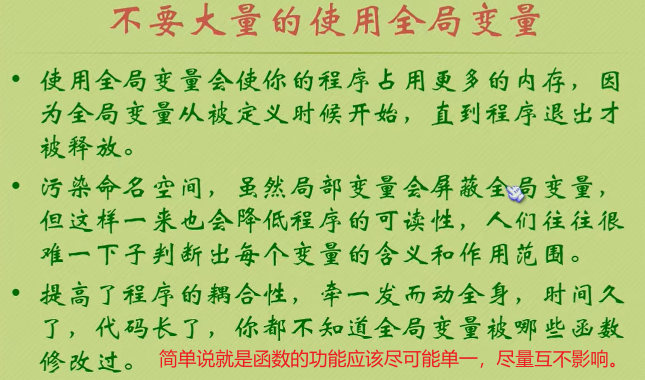 不要大量的使用全局变量
• 使用全局变量会使你的程序占用更多的内存，因
为全局变量从被定义时候开始，直到程序退出才
被释放。
• 污染命名空间，虽然局部变量会屏蔽全局变量，
但这样一来也会降低程序的可读性，人们往往很
难一下子判断出每个变量的含义和作用范围。
• 提高了程序的耦合性，牵一发而动全身，时间久
了，代码长了，你都不知道全局变量被哪些函数
修改过。 简单说就是函数的功能应该尽可能单一，尽量互不影响。